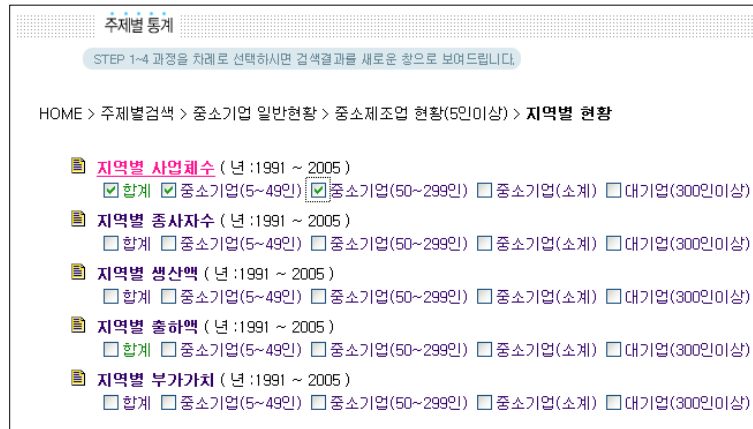 주제별 통계
STEP 1~4 과정을 차례로 선택하시면 검색결과를 새로운 창으로 보여드립니다.
HOME > 주제별검색 > 중소기업 일반현황 > 중소제조업 현황(5인이상) > 지역별 현황
지역별 사업체수 ( 년 :1991 ~ 2005 )
합계 중소기업(5~49인) 중소기업(50~299인) 중소기업(소계) 대기업(300인이상)
지역별 종사자수 ( 년 :1991 ~ 2005 )
합계 중소기업(5~49인) 중소기업(50~299인) 중소기업(소계) 대기업(300인이상)
지역별 생산액 ( 년 :1991 ~ 2005 )
합계 중소기업(5~49인) 중소기업(50~299인) 중소기업(소계) 대기업(300인이상)
지역별 출하액 ( 년 :1991 ~ 2005 )
합계 중소기업(5~49인) 중소기업(50~299인) 중소기업(소계) 대기업(300인이상)
지역별 부가가치 ( 년 :1991 ~ 2005 )
합계 중소기업(5~49인) 중소기업(50~299인) 중소기업(소계) 대기업(300인이상)